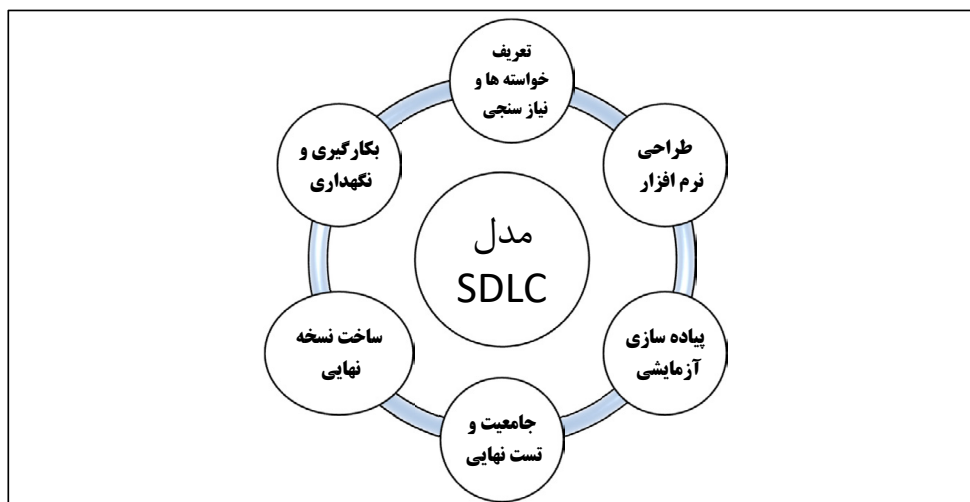 تعریف
خواسته ها و
نیاز سنجی
طراحی
نرم افزار
پیاده سازی
آزمایشی
جامعیت و
تست نهایی
ساخت نسخه
نهایی
بکارگیری و
نگهداری
مدل
SDLC